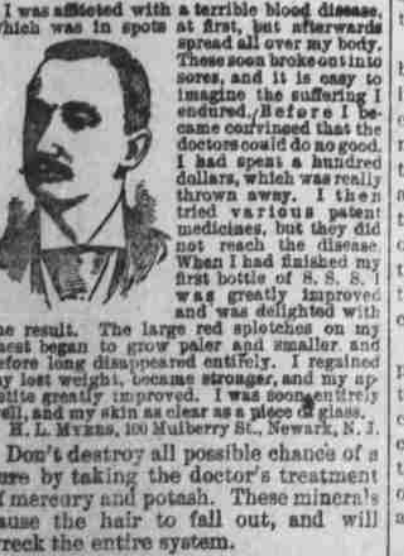 I was afflicted with a terrible blood disease,
which was in spots at first, but afterwards
spread all over my body.
These soon broke out into
sores, and it is easy to
imagine the suffering I
endured. Before I be-
came convinced that the
doctors could do no good,
I had spent a hundred
dollars, which was really
thrown away. I then
tried various patent
medicines, but they did
not reach the disease.
When I had finished my
first bottle of S. S. S. I
was greatly improved
and was delighted with
he result. The large red splotches on my
hest began to grow paler and smaller, and
efore long disappeared entirely. I regained
y lost weight, became stronger, and my ap-
etite greatly improved. I was soon entirely
ell, and my skin as clear as a piece of glass.
H. L. MYERS, 100 Mulberry St., Newark, N. J.
Don't destroy all possible chance of a
ure by taking the doctor's treatment
f mercury and potash. These minerals
ause the hair to fall out, and will
reck the entire system.